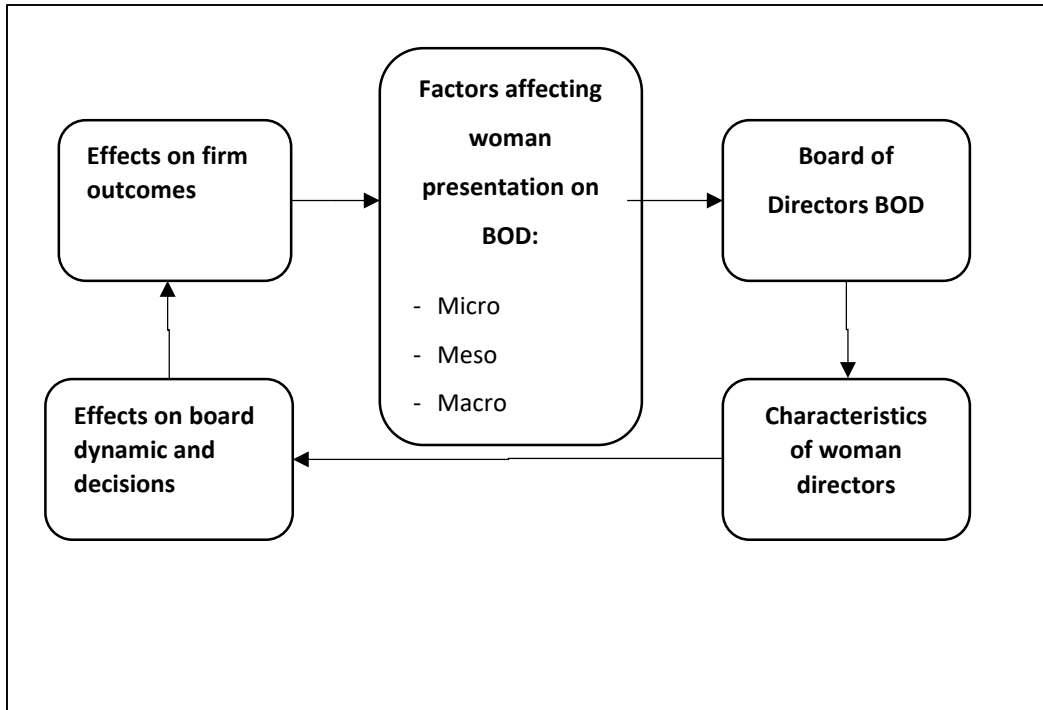 Effects on firm
outcomes
Factors affecting
woman
presentation on
BOD:
- Micro
- Meso
- Macro
Board of
Directors BOD
Effects on board
dynamic and
decisions
Characteristics
of woman
directors